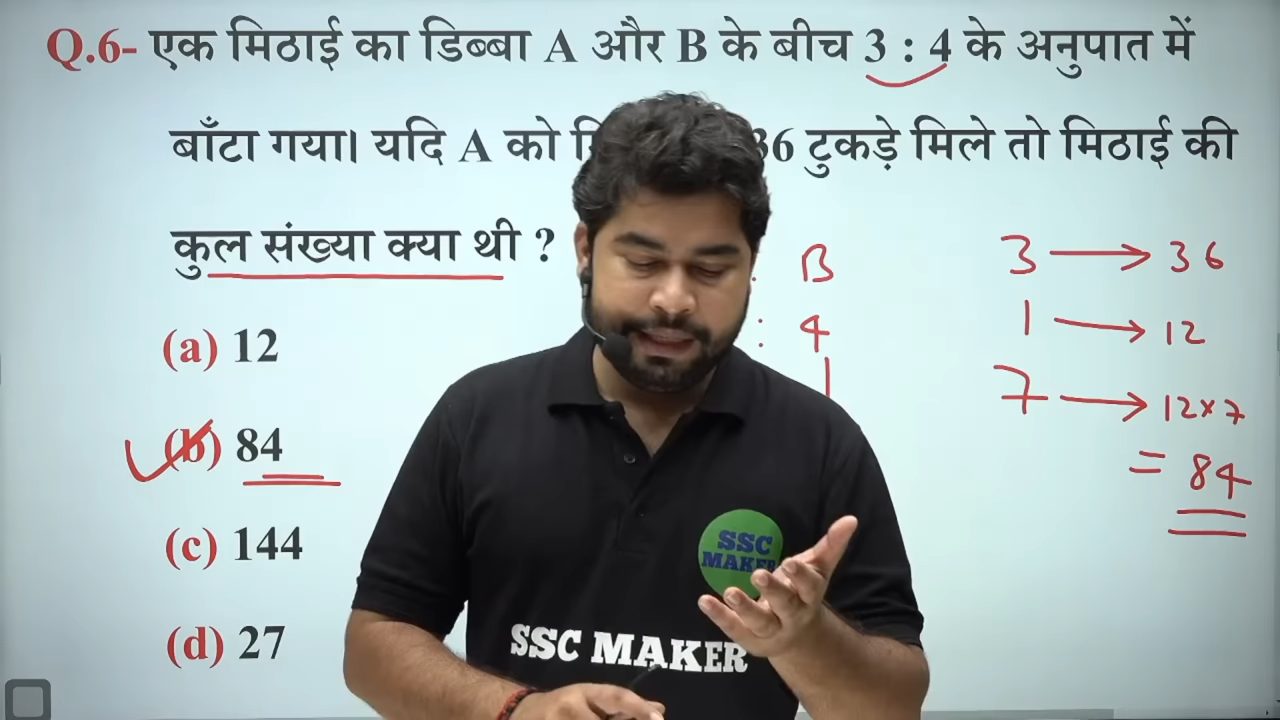 Q.6- एक मिठाई का डिब्बा A और B के बीच 3 : 4 के अनुपात में
बाँटा गया। यदि A को 36 टुकड़े मिले तो मिठाई की
कुल संख्या क्या थी ?
(a) 12
(b) 84
(c) 144
(d) 27
: B
: 4
3 → 36
1 → 12
7 → 12×7
= 84
SSC MAKER
SSC MAKER